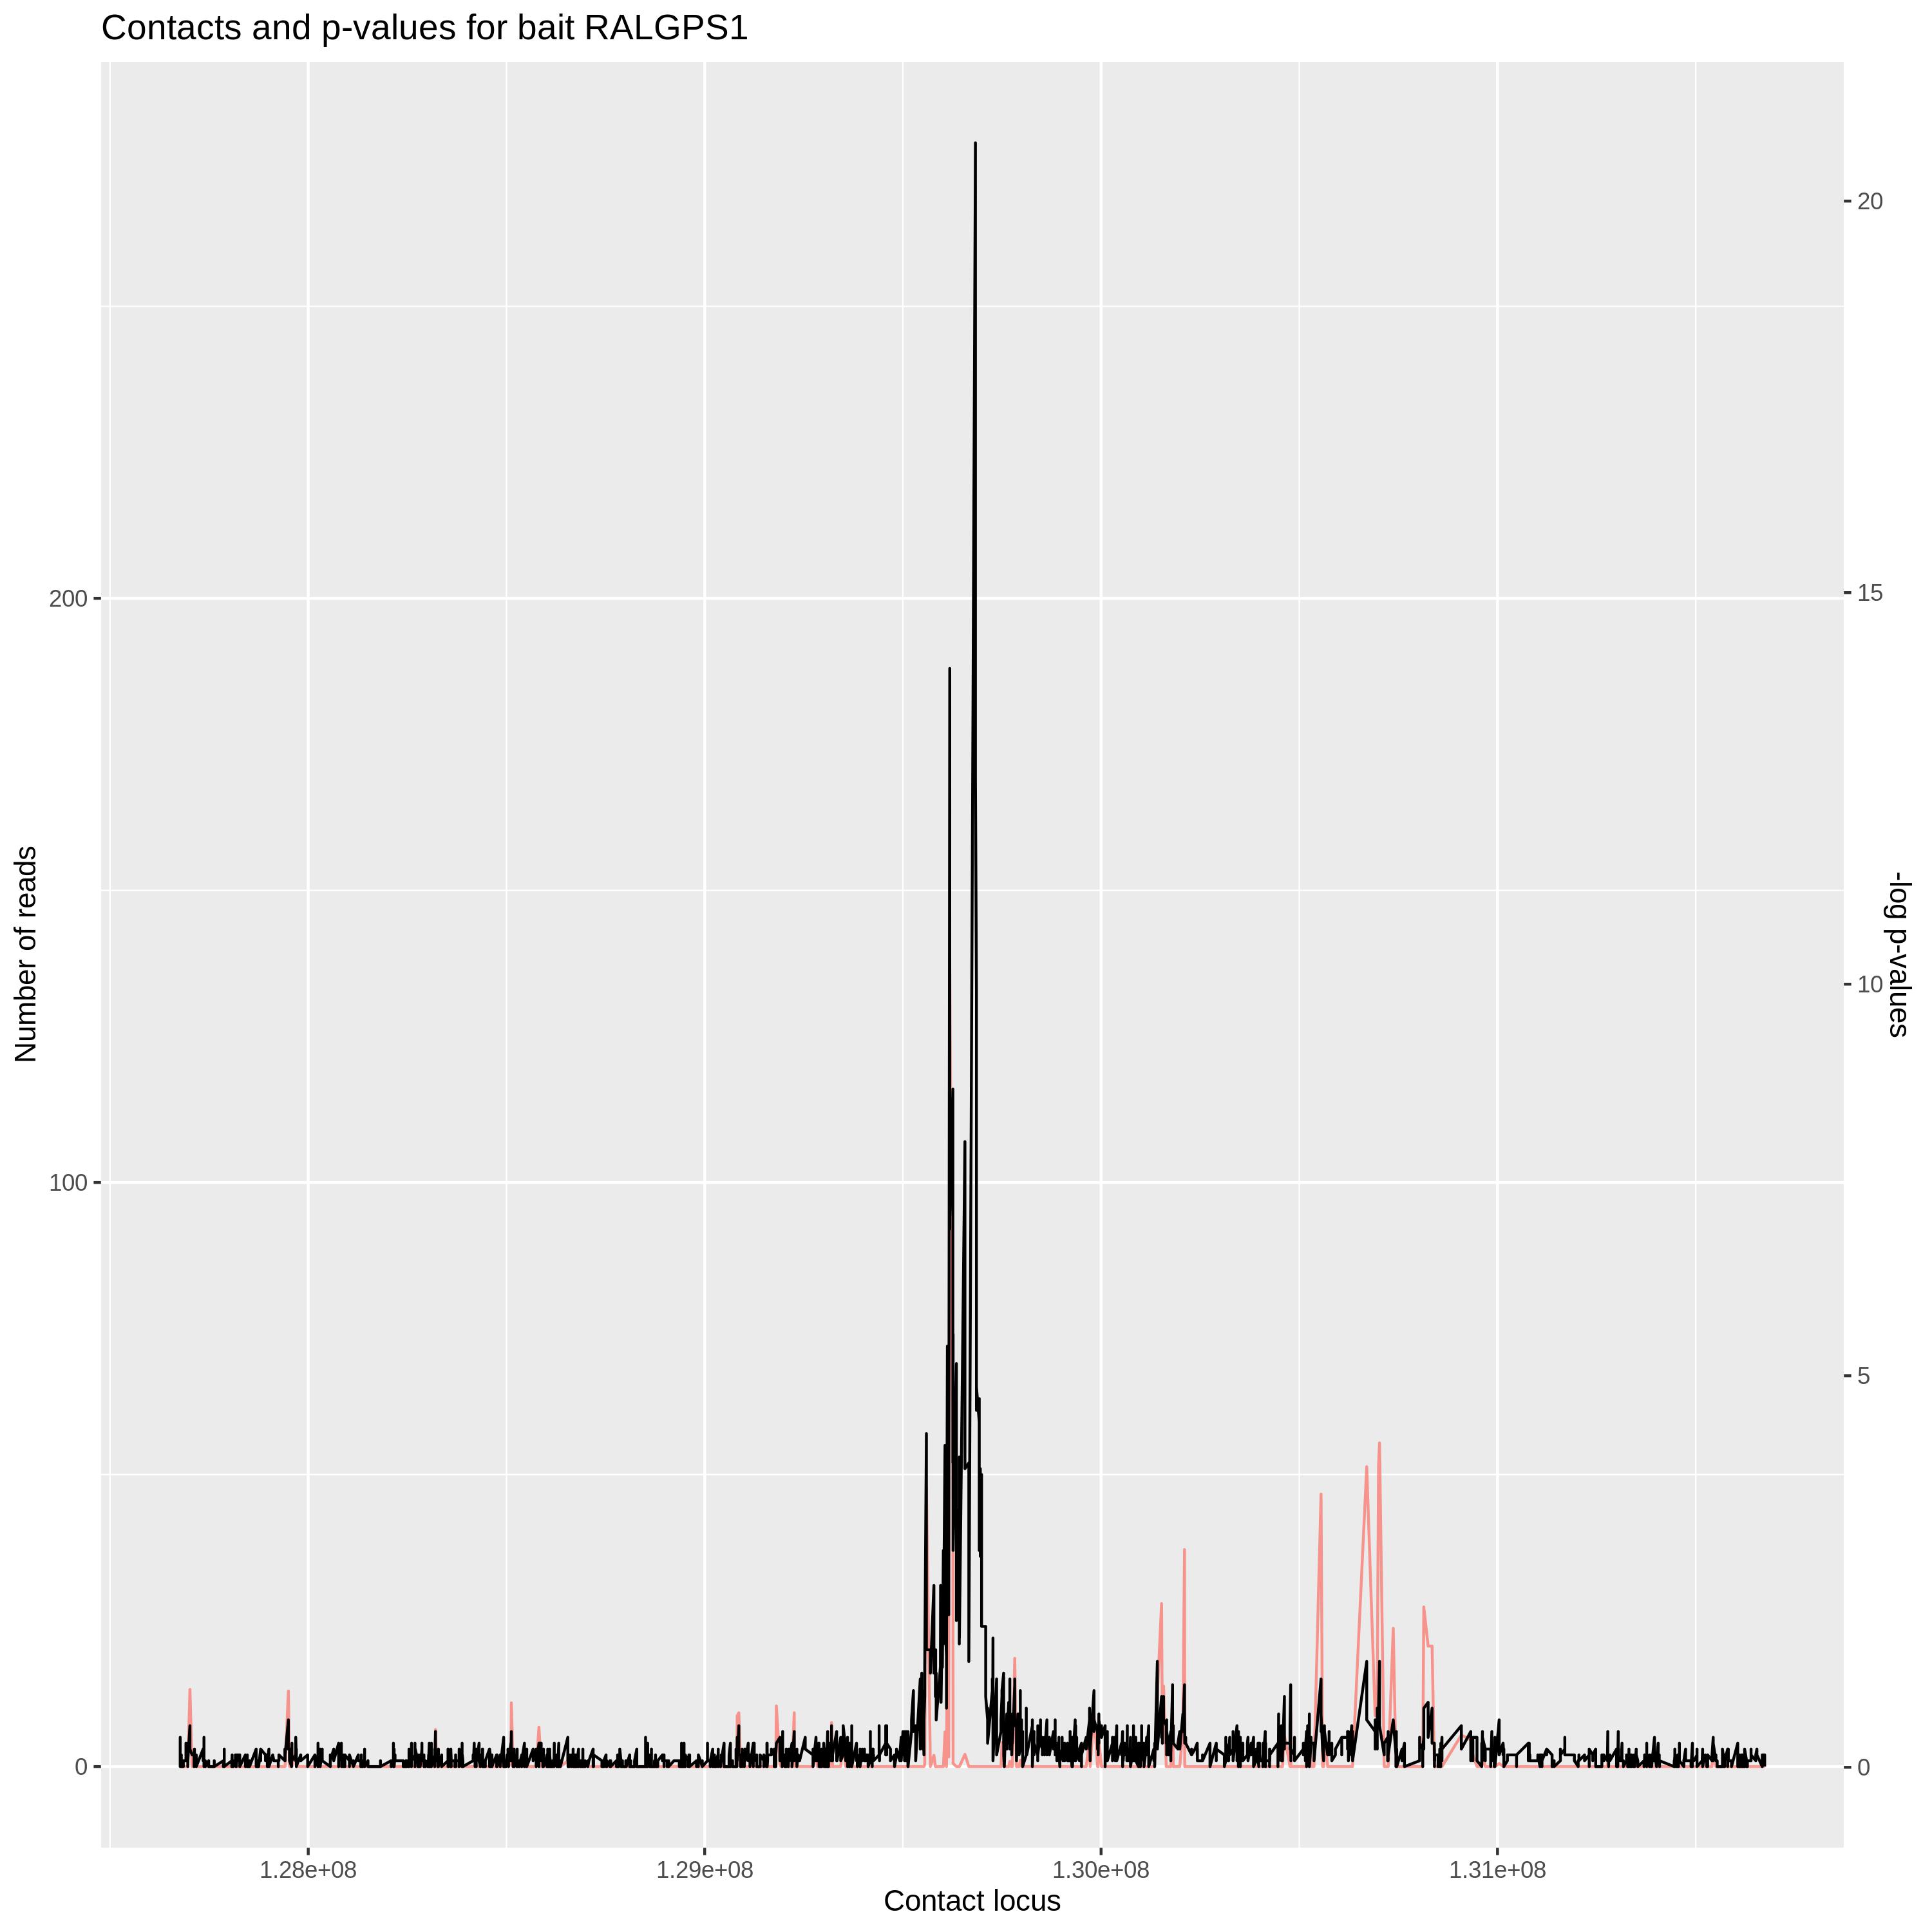 Contacts and p-values for bait RALGPS1
Number of reads
200
100
0
20
15
10
5
0
-log p-values
1.28e+08
1.29e+08
1.30e+08
1.31e+08
Contact locus